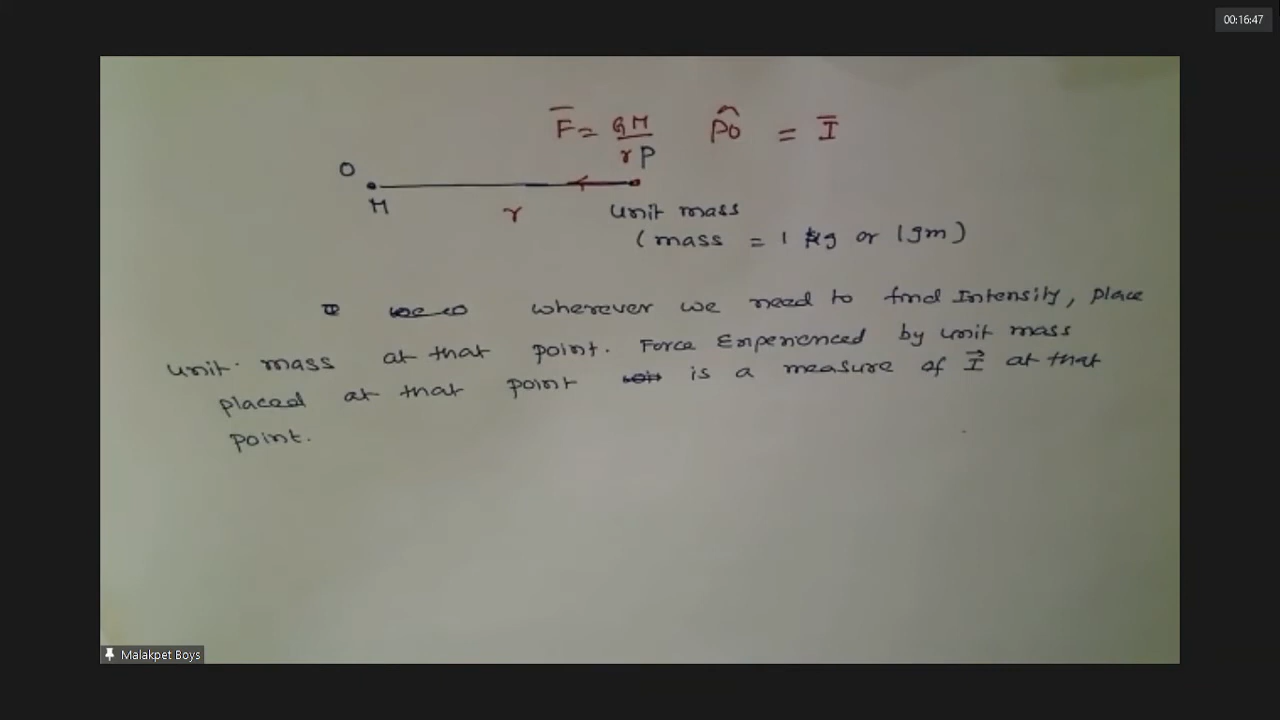 00:16:47
F̅ = GM/r P̂O = I̅
O P
M r unit mass
(mass = 1 kg or 1gm)
wherever we need to find Intensity, place
unit mass at that point. Force Experienced by unit mass
placed at that point is a measure of I⃗ at that
point.
Malakpet Boys